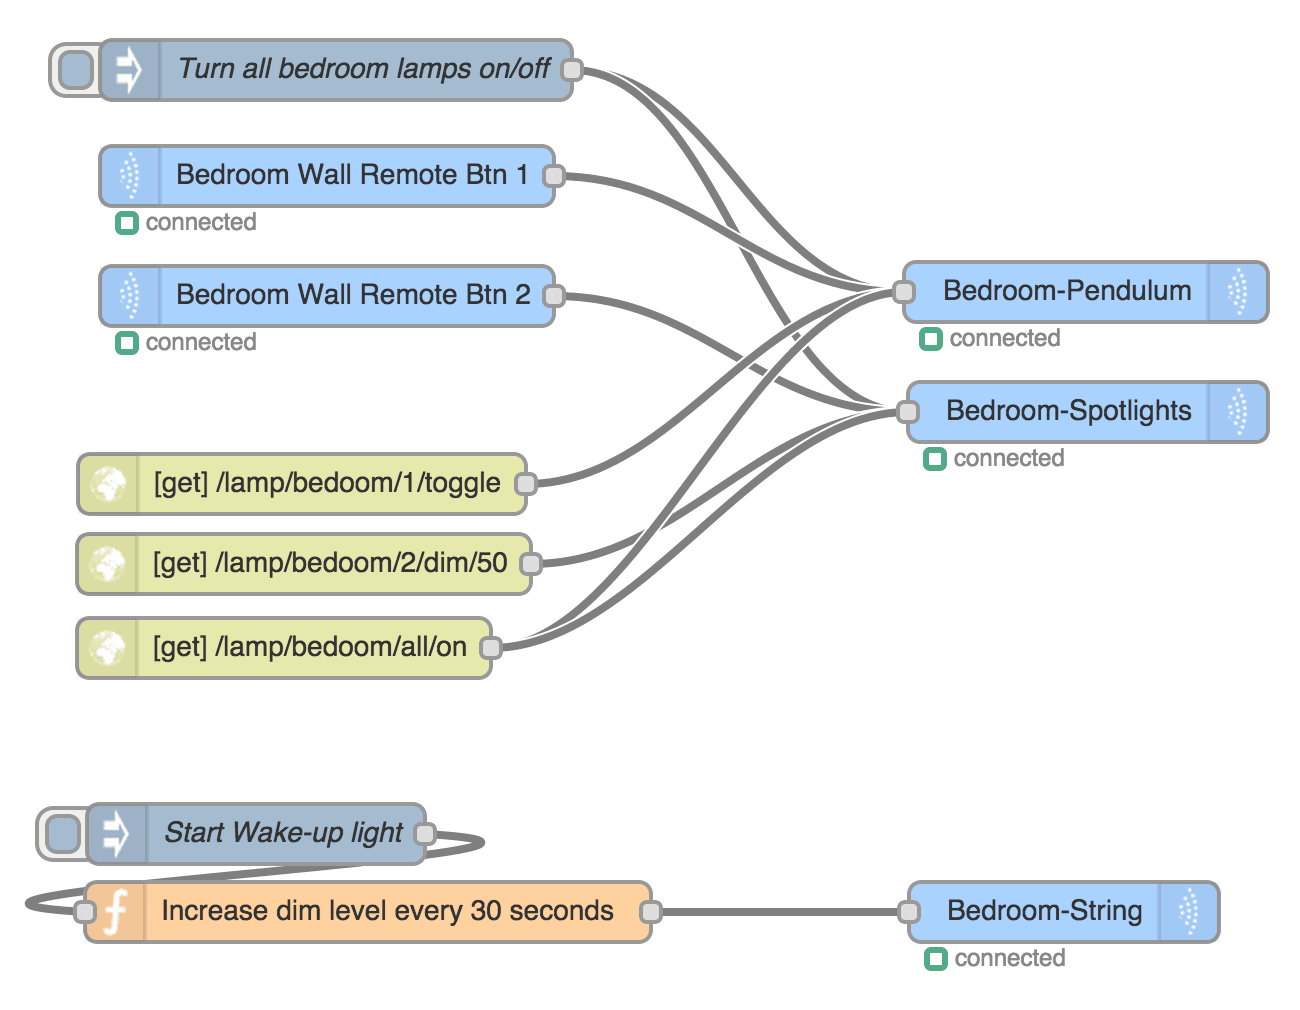 Turn all bedroom lamps on/off
Bedroom Wall Remote Btn 1
connected
Bedroom Wall Remote Btn 2
connected
Bedroom-Pendulum
connected
Bedroom-Spotlights
connected
[get] /lamp/bedoom/1/toggle
[get] /lamp/bedoom/2/dim/50
[get] /lamp/bedoom/all/on
Start Wake-up light
Increase dim level every 30 seconds
Bedroom-String
connected